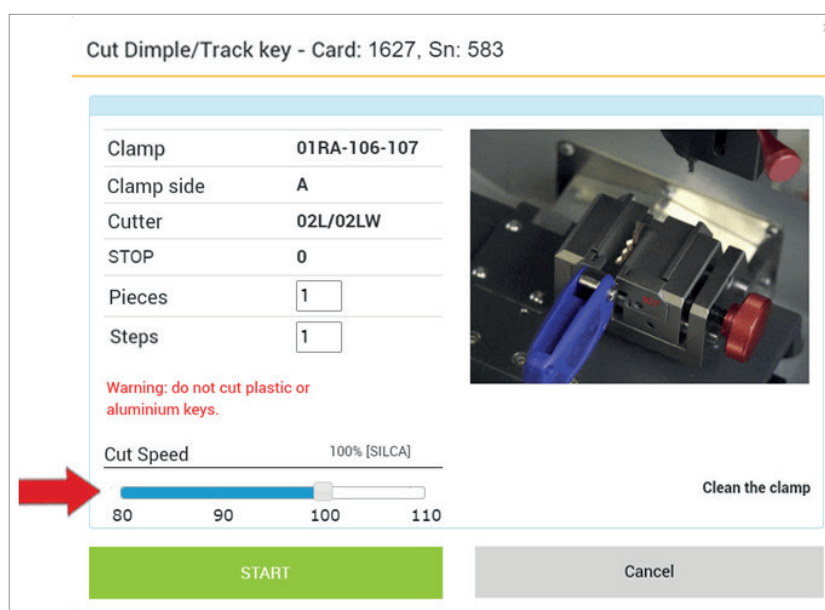 Cut Dimple/Track key - Card: 1627, Sn: 583
Clamp 01RA-106-107
Clamp side A
Cutter 02L/02LW
STOP 0
Pieces 1
Steps 1
Warning: do not cut plastic or
aluminium keys.
Cut Speed 100% [SILCA]
80 90 100 110
Clean the clamp
START Cancel